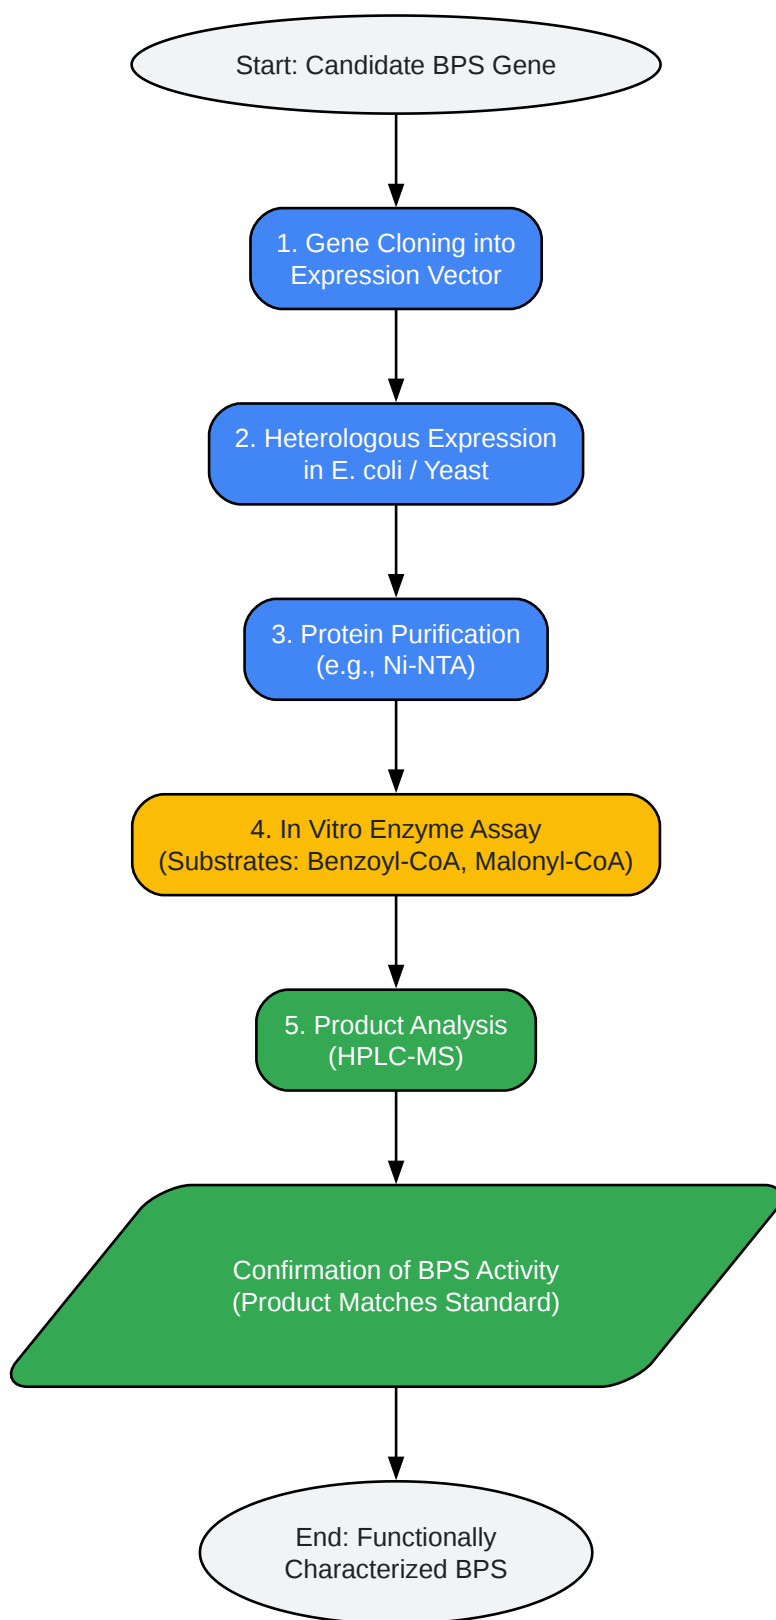 Start: Candidate BPS Gene
1. Gene Cloning into
Expression Vector
2. Heterologous Expression
in E. coli / Yeast
3. Protein Purification
(e.g., Ni-NTA)
4. In Vitro Enzyme Assay
(Substrates: Benzoyl-CoA, Malonyl-CoA)
5. Product Analysis
(HPLC-MS)
Confirmation of BPS Activity
(Product Matches Standard)
End: Functionally
Characterized BPS